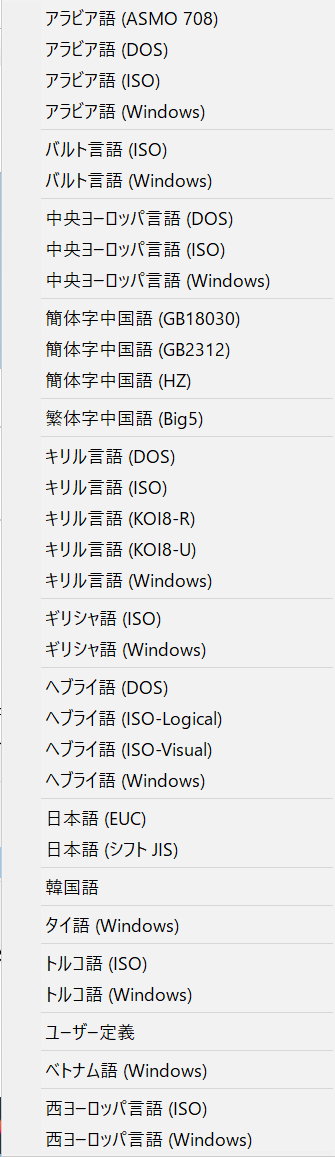 アラビア語 (ASMO 708)
アラビア語 (DOS)
アラビア語 (ISO)
アラビア語 (Windows)
バルト言語 (ISO)
バルト言語 (Windows)
中央ヨーロッパ言語 (DOS)
中央ヨーロッパ言語 (ISO)
中央ヨーロッパ言語 (Windows)
簡体字中国語 (GB18030)
簡体字中国語 (GB2312)
簡体字中国語 (HZ)
繁体字中国語 (Big5)
キリル言語 (DOS)
キリル言語 (ISO)
キリル言語 (KOI8-R)
キリル言語 (KOI8-U)
キリル言語 (Windows)
ギリシャ語 (ISO)
ギリシャ語 (Windows)
ヘブライ語 (DOS)
ヘブライ語 (ISO-Logical)
ヘブライ語 (ISO-Visual)
ヘブライ語 (Windows)
日本語 (EUC)
日本語 (シフト JIS)
韓国語
タイ語 (Windows)
トルコ語 (ISO)
トルコ語 (Windows)
ユーザー定義
ベトナム語 (Windows)
西ヨーロッパ言語 (ISO)
西ヨーロッパ言語 (Windows)